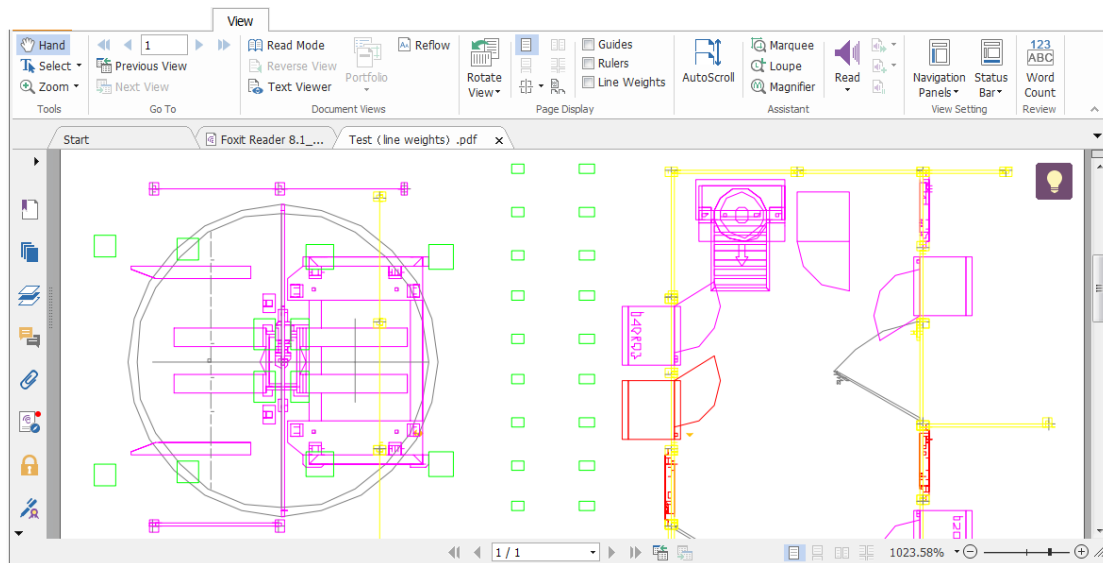 View
Hand
Select
Zoom
Tools
1
Previous View
Next View
Go To
Read Mode
Reverse View
Text Viewer
Portfolio
Reflow
Document Views
Rotate
View
Guides
Rulers
Line Weights
Page Display
AutoScroll
Marquee
Loupe
Magnifier
Read
Assistant
Navigation
Panels
Status
Bar
View Setting
123
ABC
Word
Count
Review
Start
Foxit Reader 8.1_...
Test (line weights) .pdf
1 / 1
1023.58%